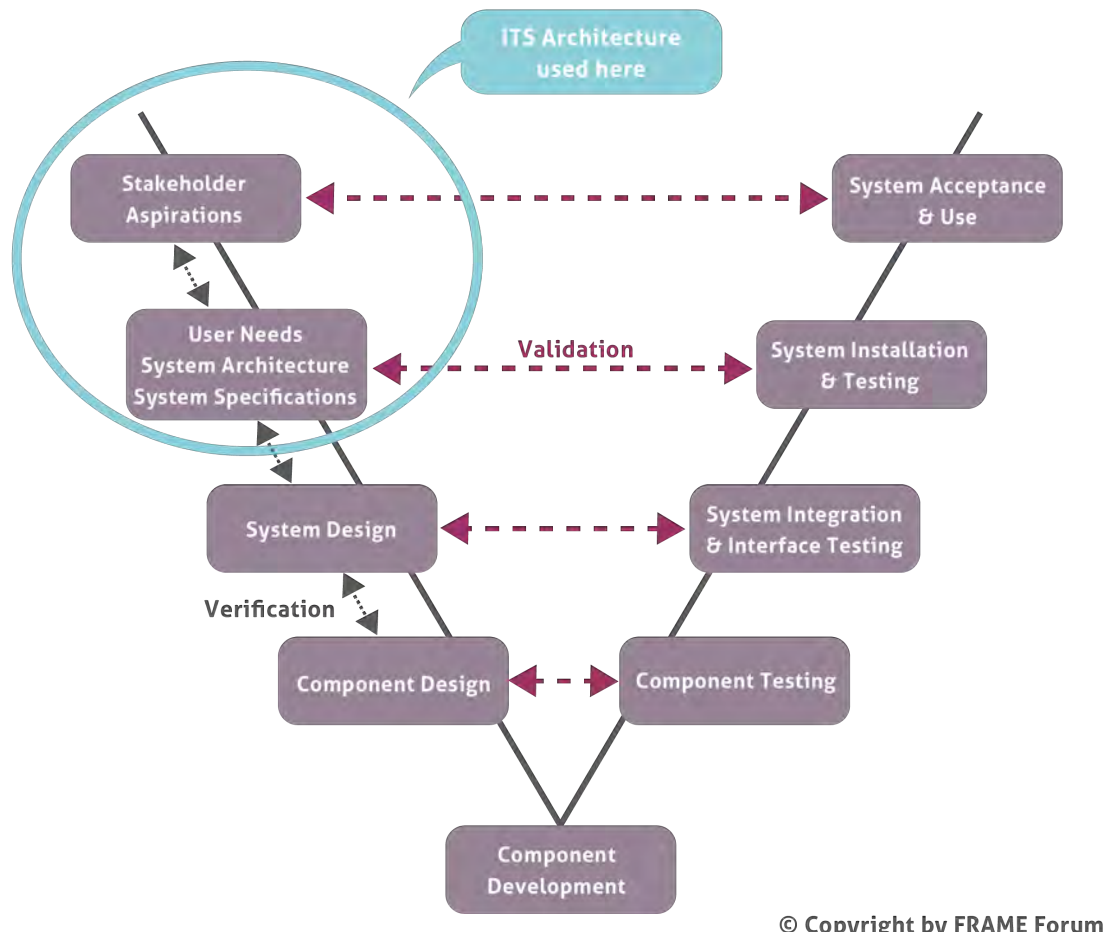 ITS Architecture
used here
Stakeholder
Aspirations
System Acceptance
& Use
User Needs
System Architecture
System Specifications
Validation
System Installation
& Testing
System Design
System Integration
& Interface Testing
Verification
Component Design
Component Testing
Component
Development
© Copyright by FRAME Forum